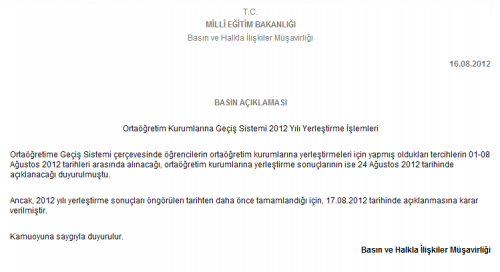 T.C.
MİLLİ EĞİTİM BAKANLIĞI
Basın ve Halkla İlişkiler Müşavirliği
16.08.2012
BASIN AÇIKLAMASI
Ortaöğretim Kurumlarına Geçiş Sistemi 2012 Yılı Yerleştirme İşlemleri
Ortaöğretime Geçiş Sistemi çerçevesinde öğrencilerin ortaöğretim kurumlarına yerleştirmeleri için yapmış oldukları tercihlerin 01-08
Ağustos 2012 tarihleri arasında alınacağı, ortaöğretim kurumlarına yerleştirme sonuçlarının ise 24 Ağustos 2012 tarihinde
açıklanacağı duyurulmuştu.
Ancak, 2012 yılı yerleştirme sonuçları öngörülen tarihten daha önce tamamlandığı için, 17.08.2012 tarihinde açıklanmasına karar
verilmiştir.
Kamuoyuna saygıyla duyurulur.
Basın ve Halkla İlişkiler Müşavirliği